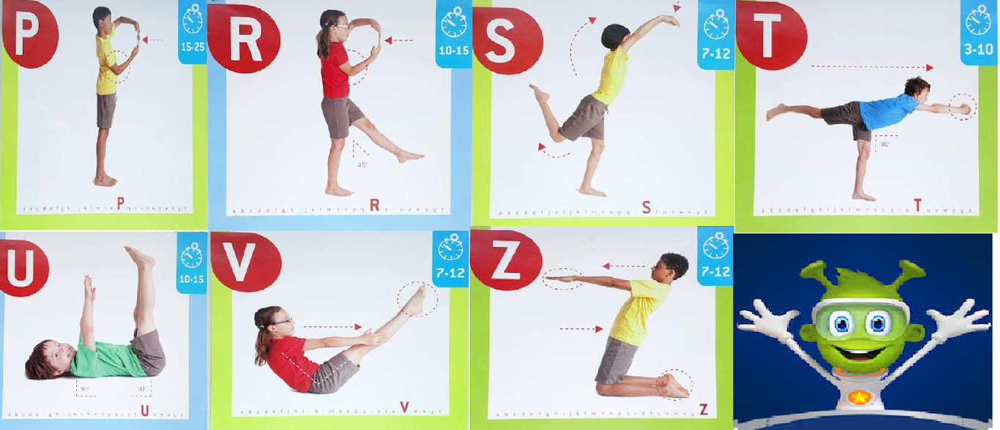 P
15-25
a b c d e f g h i j k l m n o P q r s t u v w x y z
R
10-15
45°
a b c d e f g h i j k l m n o p q R s t u v w x y z
S
7-12
a b c d e f g h i j k l m n o p q r S t u v w x y z
T
3-10
90°
a b c d e f g h i j k l m n o p q r s T u v w x y z
U
10-15
90° 90°
a b c d e f g h i j k l m n o p q r s t U v w x y z
V
7-12
a b c d e f g h i j k l m n o p q r s t u V w x y z
Z
7-12
a b c d e f g h i j k l m n o p q r s t u v w x y Z